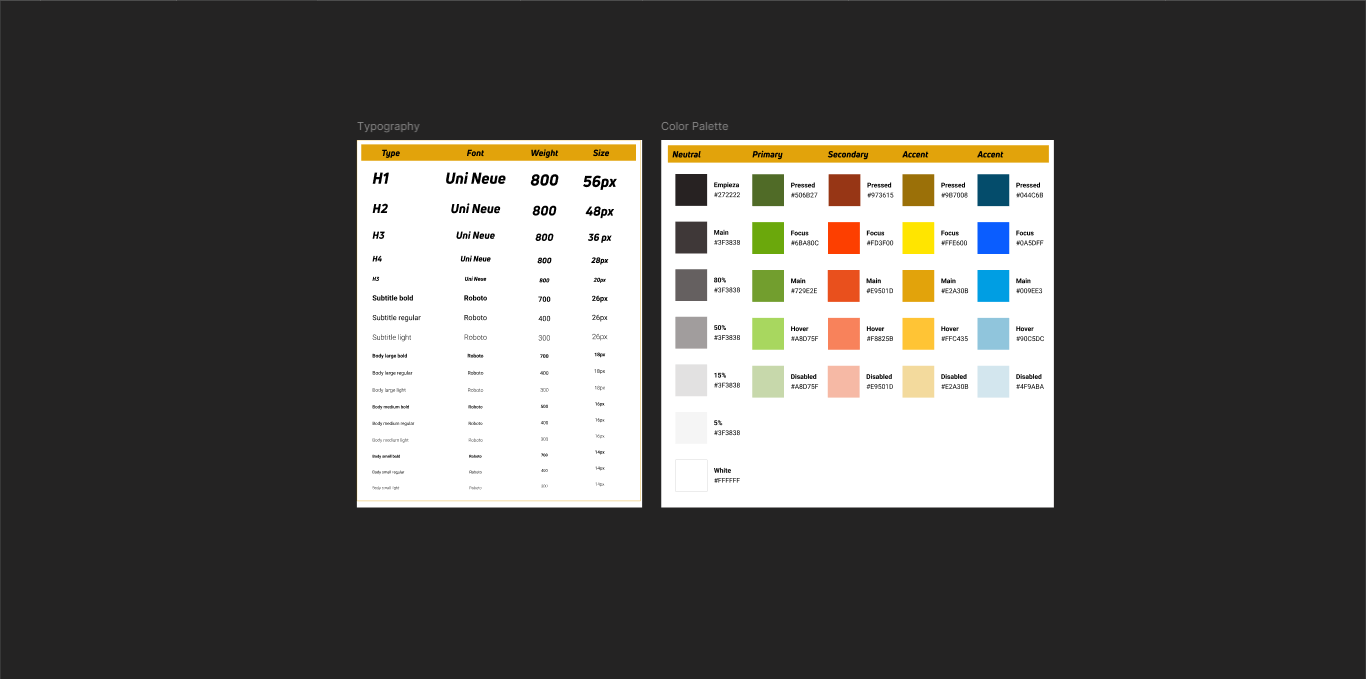 Typography
Type Font Weight Size
H1 Uni Neue 800 56px
H2 Uni Neue 800 48px
H3 Uni Neue 800 36 px
H4 Uni Neue 800 28px
H5 Uni Neue 800 20px
Subtitle bold Roboto 700 26px
Subtitle regular Roboto 400 26px
Subtitle light Roboto 300 26px
Body large bold Roboto 700 18px
Body large regular Roboto 400 18px
Body large light Roboto 300 18px
Body medium bold Roboto 16px
Body medium regular Roboto 400 16px
Body medium light Roboto 300 16px
Body small bold Roboto 700 14px
Body small regular Roboto 400 14px
Body small light Roboto 300 14px
Color Palette
Neutral Primary Secondary Accent Accent
Empieza Pressed Pressed Pressed Pressed
#272222 #506B27 #973615 #9B7008 #044C6B
Main Focus Focus Focus Focus
#3F3838 #6BA80C #FD3F00 #FFE600 #0A5DFF
80% Main Main Main Main
#3F3838 #729E2E #E9501D #E2A30B #009EE3
50% Hover Hover Hover Hover
#3F3838 #A8D75F #F8825B #FFC435 #90C5DC
15% Disabled Disabled Disabled Disabled
#3F3838 #A8D75F #E9501D #E2A30B #4F9ABA
5%
#3F3838
White
#FFFFFF